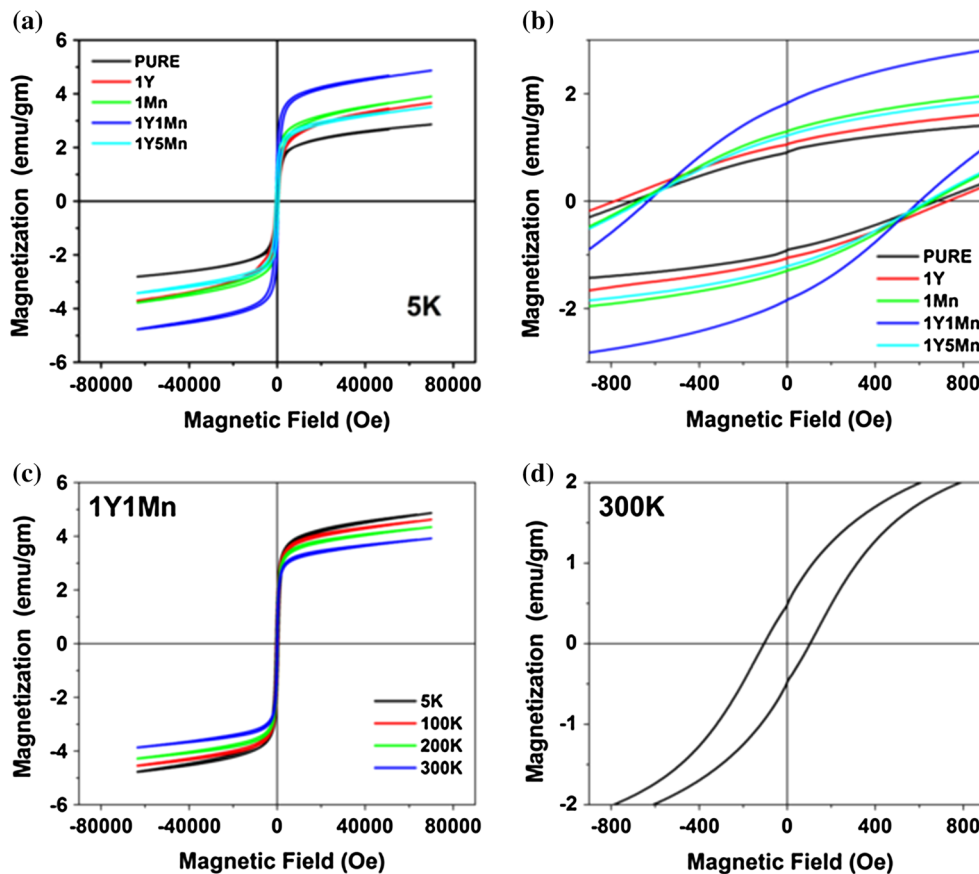 (a)
6
4
2
0
-2
-4
-6
Magnetization (emu/gm)
PURE
1Y
1Mn
1Y1Mn
1Y5Mn
5K
-80000 -40000 0 40000 80000
Magnetic Field (Oe)
(b)
2
0
-2
Magnetization (emu/gm)
PURE
1Y
1Mn
1Y1Mn
1Y5Mn
-800 -400 0 400 800
Magnetic Field (Oe)
(c)
6
4
2
0
-2
-4
-6
Magnetization (emu/gm)
1Y1Mn
5K
100K
200K
300K
-80000 -40000 0 40000 80000
Magnetic Field (Oe)
(d)
2
1
0
-1
-2
Magnetization (emu/gm)
300K
-800 -400 0 400 800
Magnetic Field (Oe)